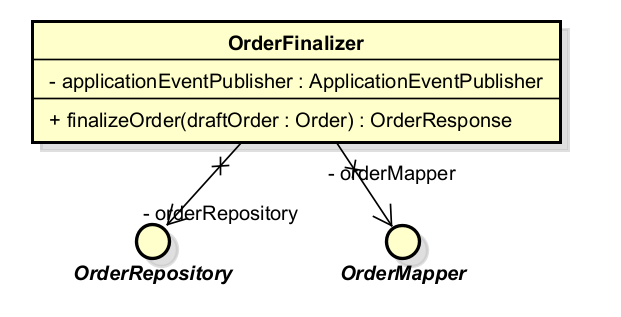 OrderFinalizer
- applicationEventPublisher : ApplicationEventPublisher
+ finalizeOrder(draftOrder : Order) : OrderResponse
- orderMapper
- orderRepository
OrderRepository
OrderMapper